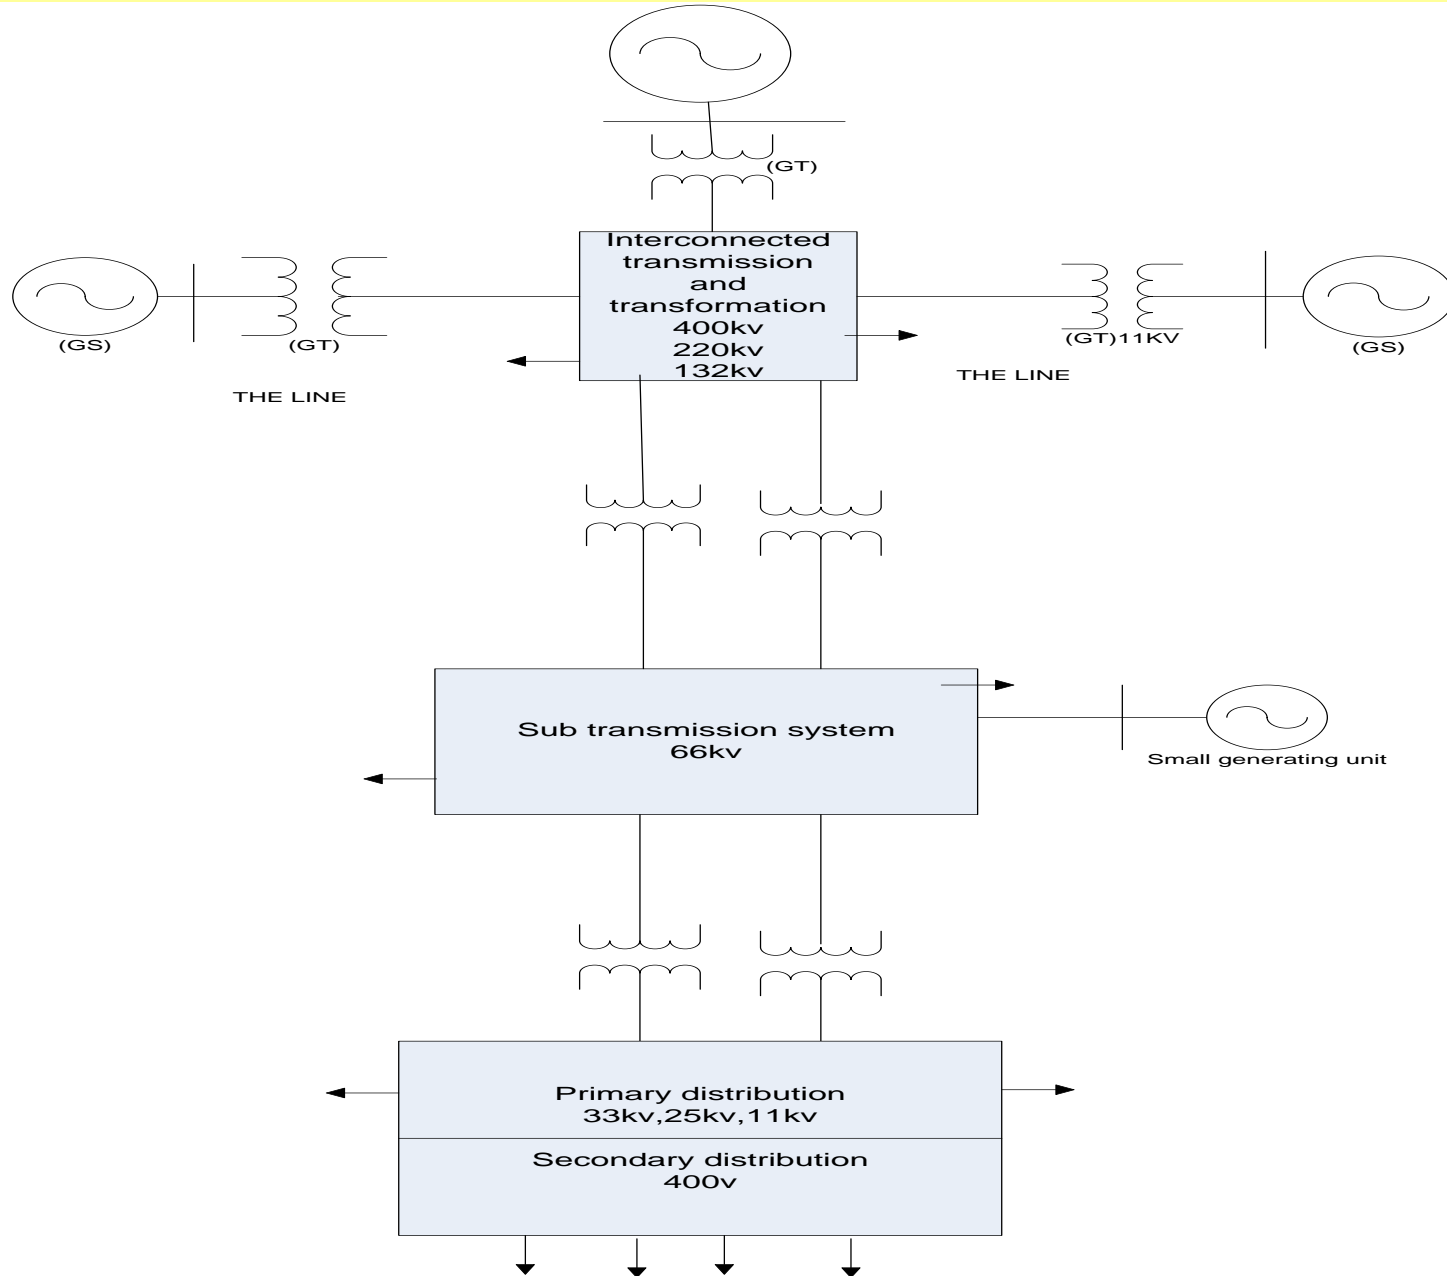 (GT)
Interconnected
transmission
and
transformation
400kv
220kv
132kv
(GS)
(GT)
THE LINE
(GT)11KV
(GS)
THE LINE
Sub transmission system
66kv
Small generating unit
Primary distribution
33kv,25kv,11kv
Secondary distribution
400v